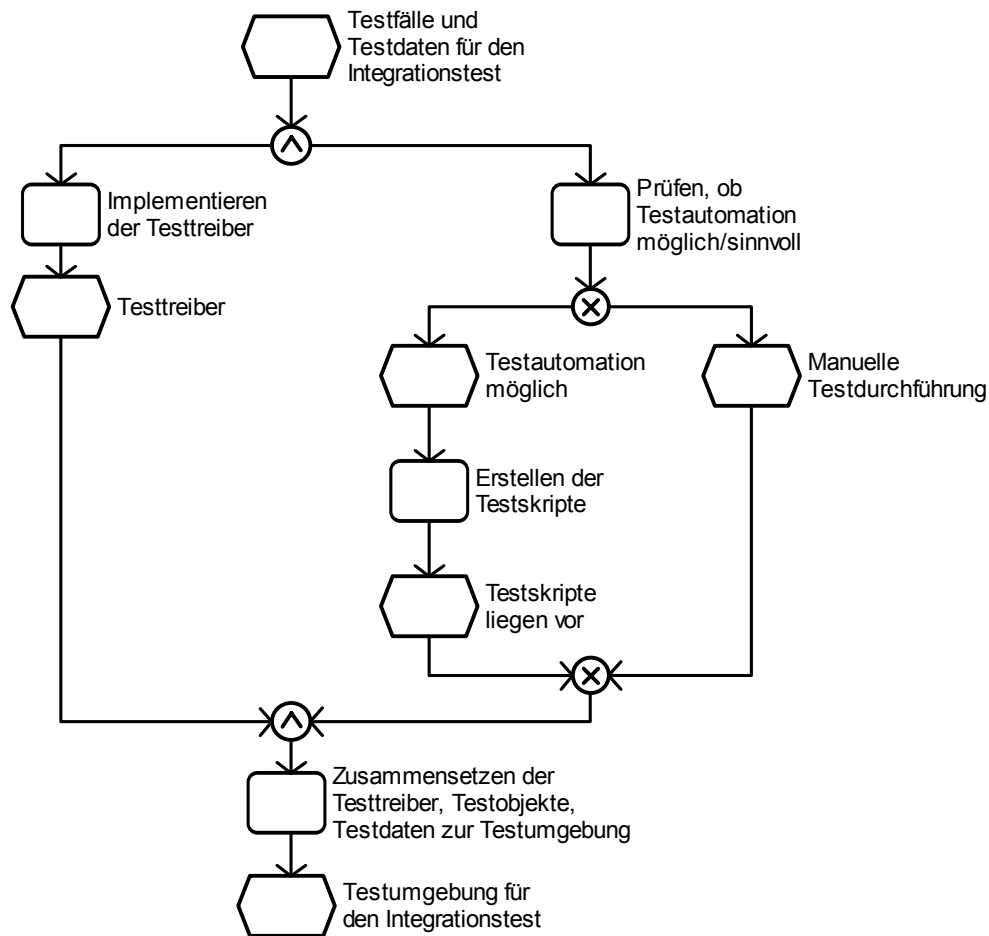 Testfälle und
Testdaten für den
Integrationstest
Implementieren
der Testtreiber
Prüfen, ob
Testautomation
möglich/sinnvoll
Testtreiber
Testautomation
möglich
Manuelle
Testdurchführung
Erstellen der
Testskripte
Testskripte
liegen vor
Zusammensetzen der
Testtreiber, Testobjekte,
Testdaten zur Testumgebung
Testumgebung für
den Integrationstest